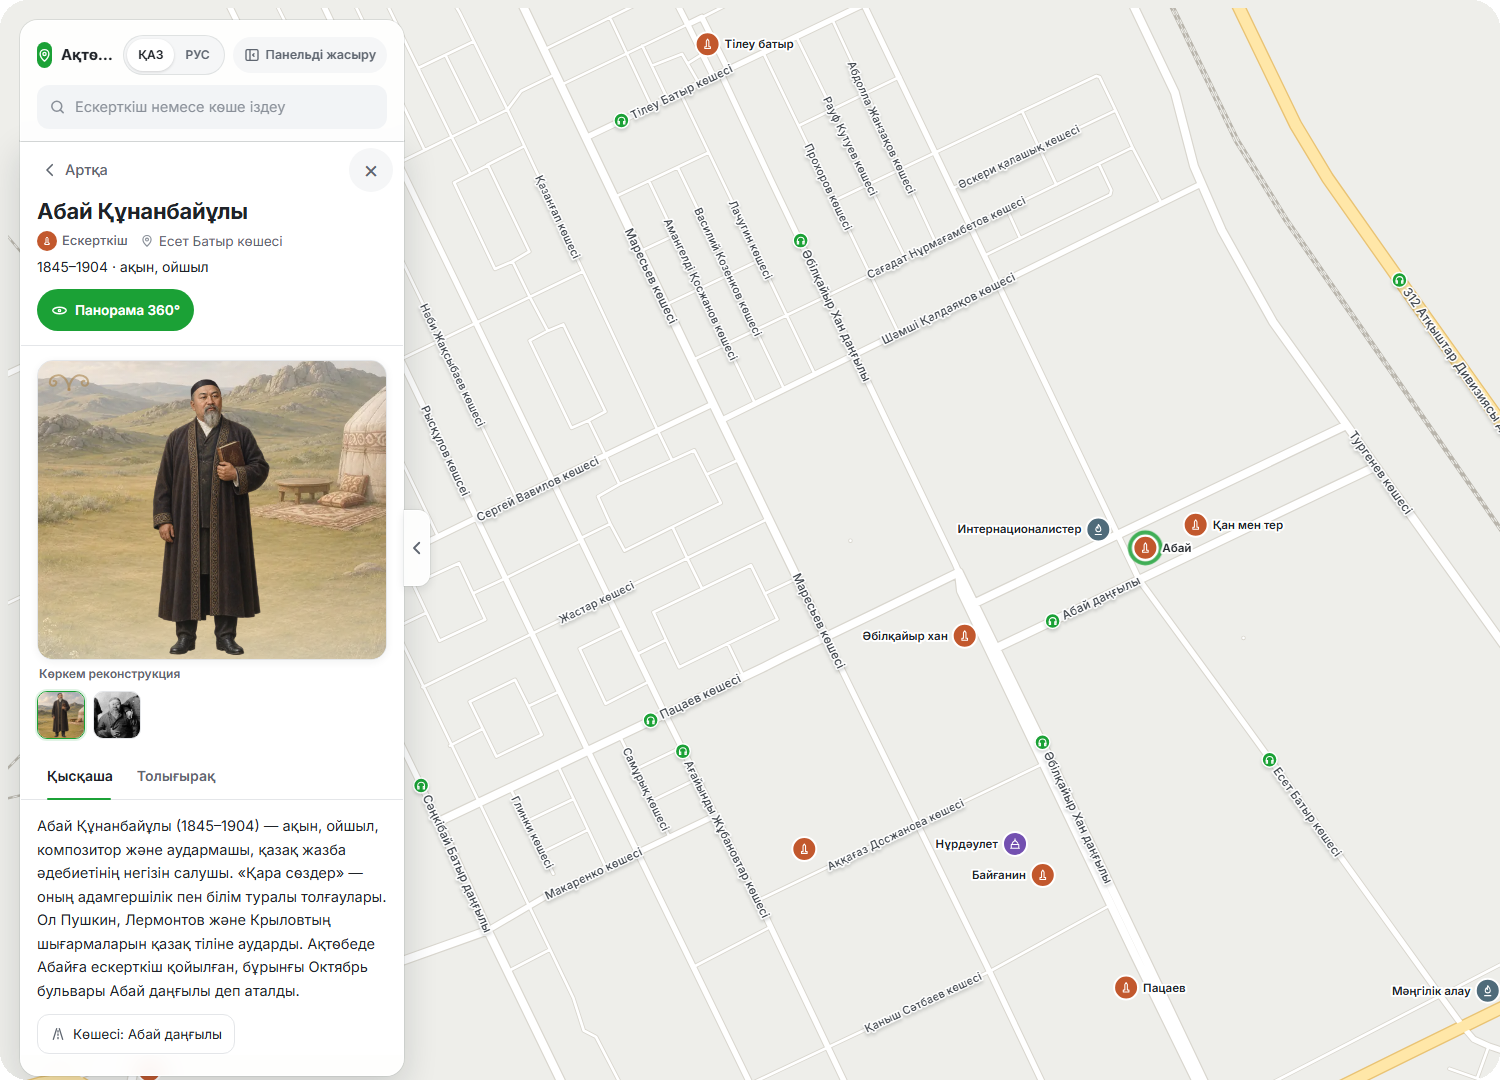 Ақтө...
ҚАЗ
РУС
Панельді жасыру
Ескерткіш немесе көше іздеу
Артқа
Абай Құнанбайұлы
Ескерткіш
Есет Батыр көшесі
1845–1904 · ақын, ойшыл
Панорама 360°
Көркем реконструкция
Қысқаша
Толығырақ
Абай Құнанбайұлы (1845–1904) — ақын, ойшыл,
композитор және аудармашы, қазақ жазба
әдебиетінің негізін салушы. «Қара сөздер» —
оның адамгершілік пен білім туралы толғаулары.
Ол Пушкин, Лермонтов және Крыловтың
шығармаларын қазақ тіліне аударды. Ақтөбеде
Абайға ескерткіш қойылған, бұрынғы Октябрь
бульвары Абай даңғылы деп аталды.
Көшесі: Абай даңғылы
Тілеу батыр
Тілеу Батыр көшесі
Абдолла Жанзақов көшесі
Рауф Кутуев көшесі
Прохоров көшесі
Әскери қалашық көшесі
Сағадат Нұрмағамбетов көшесі
Шәмші Қалдаяқов көшесі
Қазанғап көшесі
Маресьев көшесі
Амангелді Қосжанов көшесі
Василий Козенков көшесі
Лачугин көшесі
Әбілқайыр Хан даңғылы
Наби Жақсыбаев көшесі
Рысқұлов көшсеі
Сергей Вавилов көшесі
312 Атқыштар Дивизиясы д
Тургенев көшесі
Интернационалистер
Қан мен тер
Абай
Абай даңғылы
Жастар көшесі
Маресьев көшесі
Әбілқайыр хан
Пацаев көшесі
Самұрық көшесі
Ағайынды Жұбановтар көшесі
Глинки көшесі
Сәңкібай Батыр даңғылы
Макаренко көшесі
Әбілқайыр Хан даңғылы
Есет Батыр көшесі
Аққағаз Досжанова көшесі
Нұрдәулет
Байғанин
Қаныш Сәтбаев көшесі
Пацаев
Мәңгілік алау